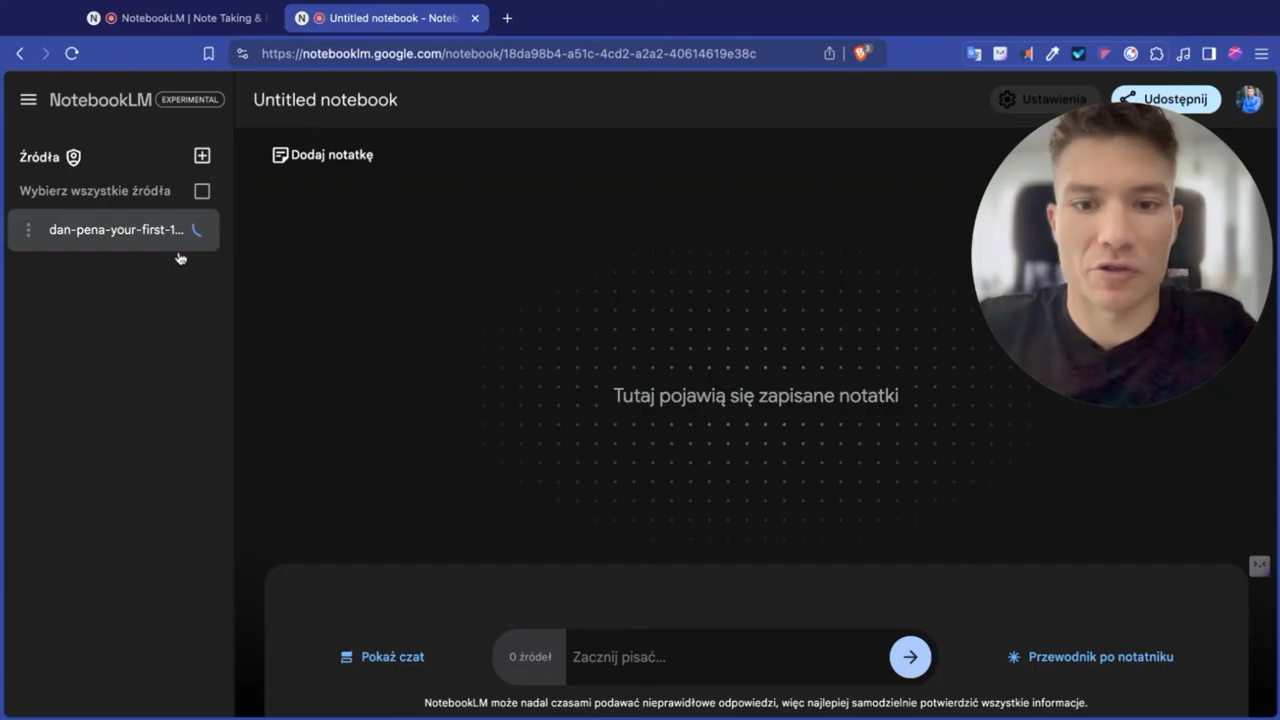 NotebookLM | Note Taking &
Untitled notebook - Noteb
https://notebooklm.google.com/notebook/18da98b4-a51c-4cd2-a2a2-40614619e38c
3
NotebookLM EXPERIMENTAL
Untitled notebook
Ustawienia
Udostępnij
Źródła
Dodaj notatkę
Wybierz wszystkie źródła
dan-pena-your-first-1...
Tutaj pojawią się zapisane notatki
Pokaż czat
0 źródeł
Zacznij pisać...
Przewodnik po notatniku
NotebookLM może nadal czasami podawać nieprawidłowe odpowiedzi, więc najlepiej samodzielnie potwierdzić wszystkie informacje.